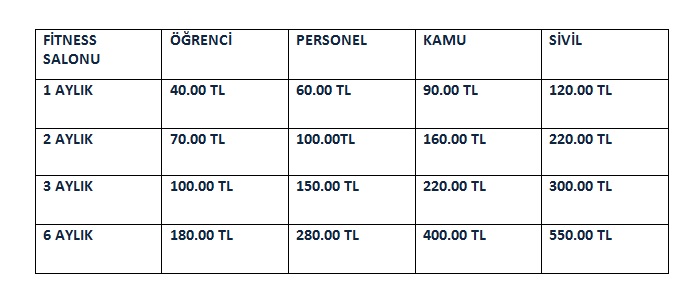 FİTNESS SALONU ÖĞRENCİ PERSONEL KAMU SİVİL
1 AYLIK 40.00 TL 60.00 TL 90.00 TL 120.00 TL
2 AYLIK 70.00 TL 100.00TL 160.00 TL 220.00 TL
3 AYLIK 100.00 TL 150.00 TL 220.00 TL 300.00 TL
6 AYLIK 180.00 TL 280.00 TL 400.00 TL 550.00 TL